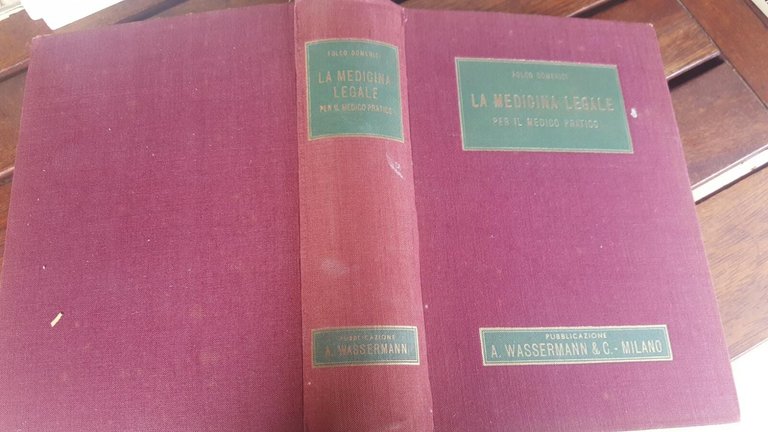 FOLCO DOMENICI
LA MEDICINA
LEGALE
PER IL MEDICO PRATICO
PUBBLICAZIONE
A. WASSERMANN
FOLCO DOMENICI
LA MEDICINA LEGALE
PER IL MEDICO PRATICO
PUBBLICAZIONE
A. WASSERMANN & C. - MILANO